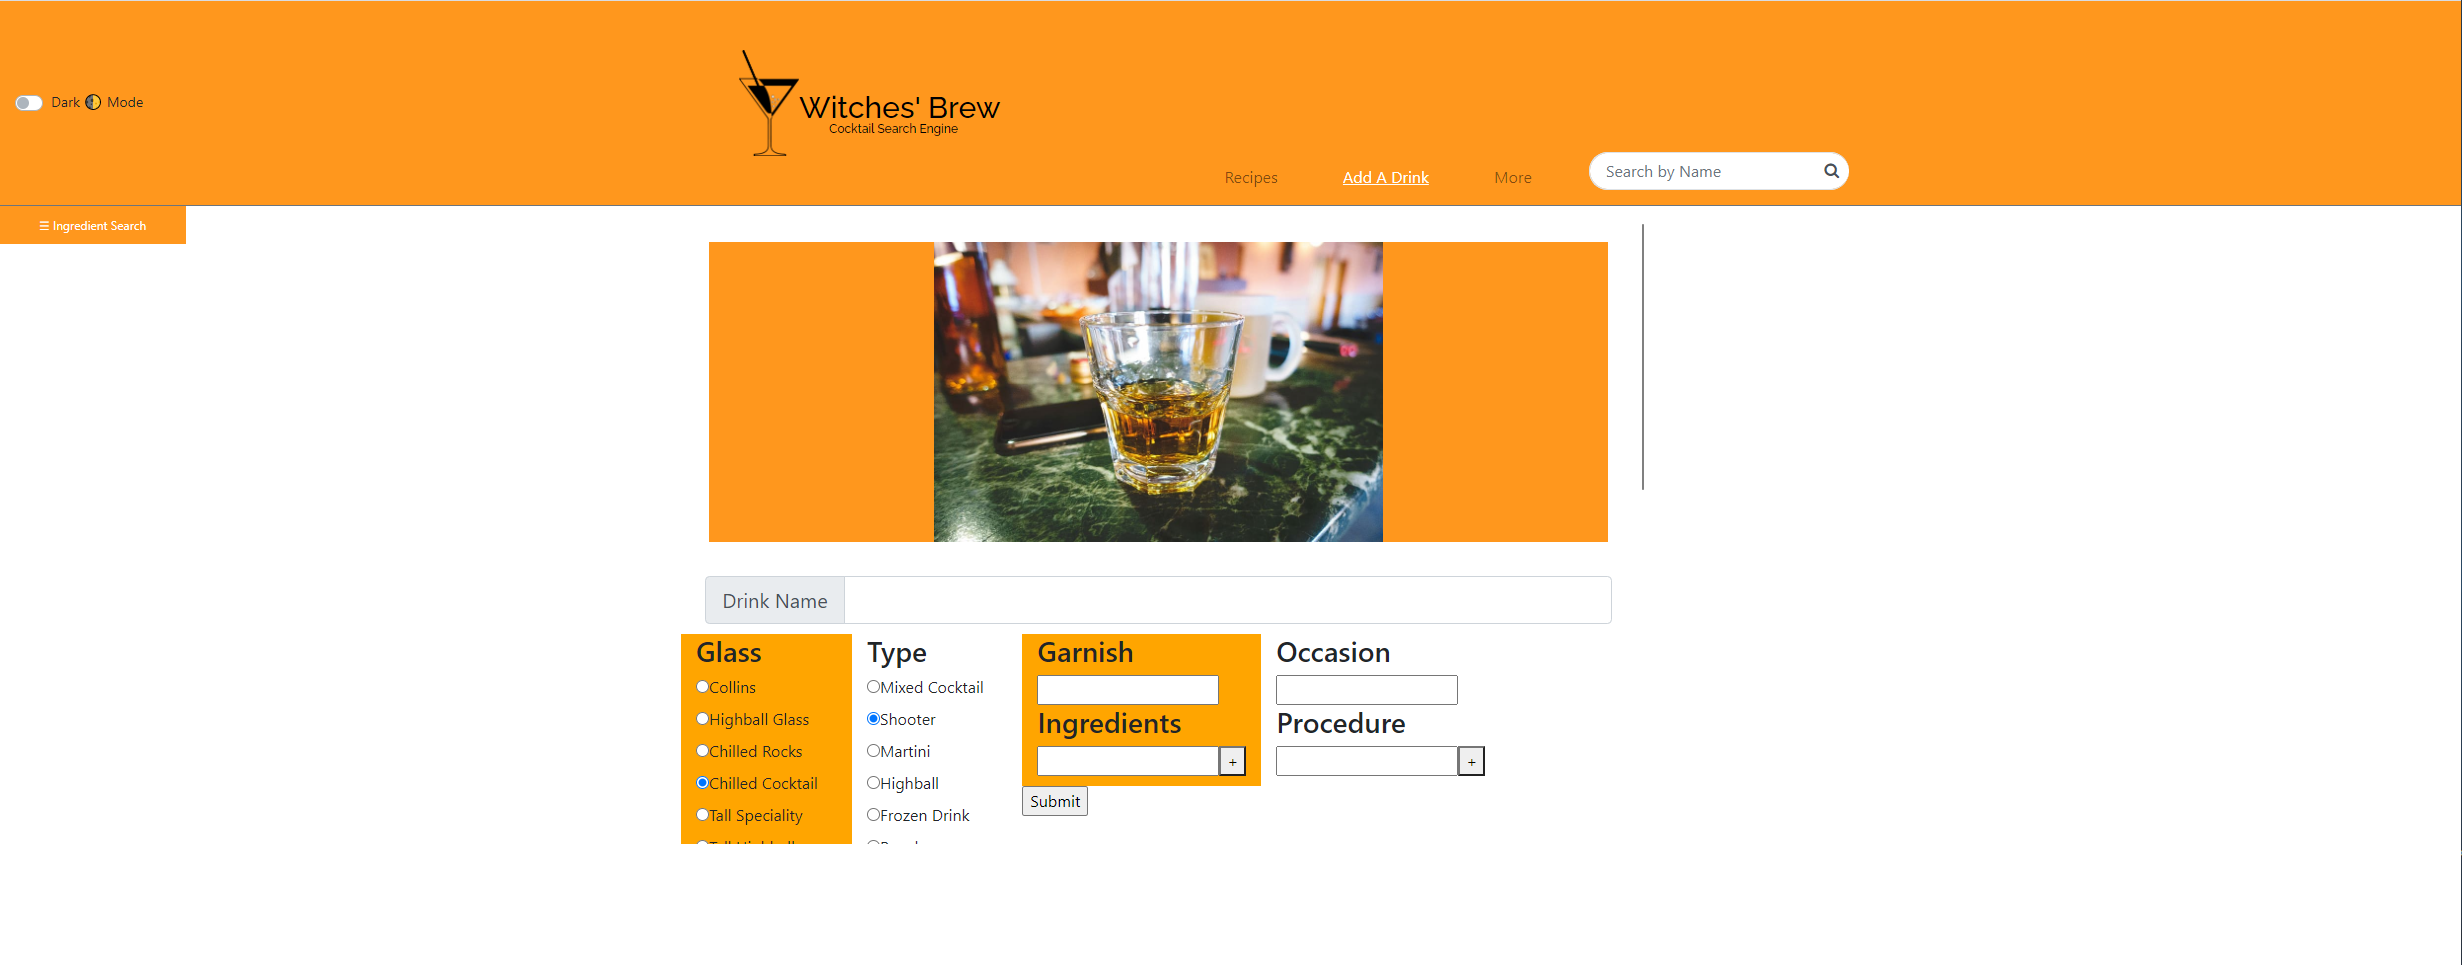 Dark 🌓 Mode
Witches' Brew
Cocktail Search Engine
Recipes
Add A Drink
More
Search by Name
☰ Ingredient Search
Drink Name
Glass
Collins
Highball Glass
Chilled Rocks
Chilled Cocktail
Tall Speciality
Type
Mixed Cocktail
Shooter
Martini
Highball
Frozen Drink
Garnish
Ingredients
+
Submit
Occasion
Procedure
+